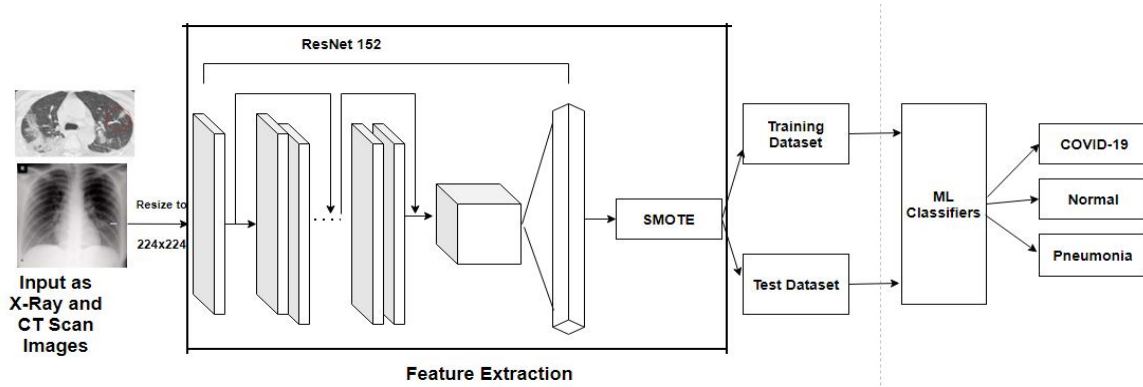 ResNet 152
Resize to
224x224
Input as
X-Ray and
CT Scan
Images
. . . .
SMOTE
Training
Dataset
Test Dataset
ML
Classifiers
COVID-19
Normal
Pneumonia
Feature Extraction